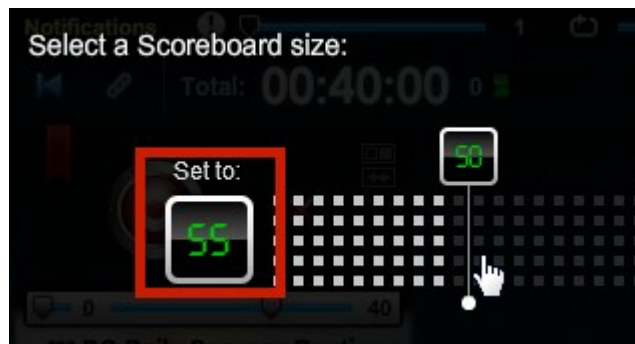 Notifications 1
Select a Scoreboard size:
Total: 00:40:00 0
50
Set to:
55
0 40